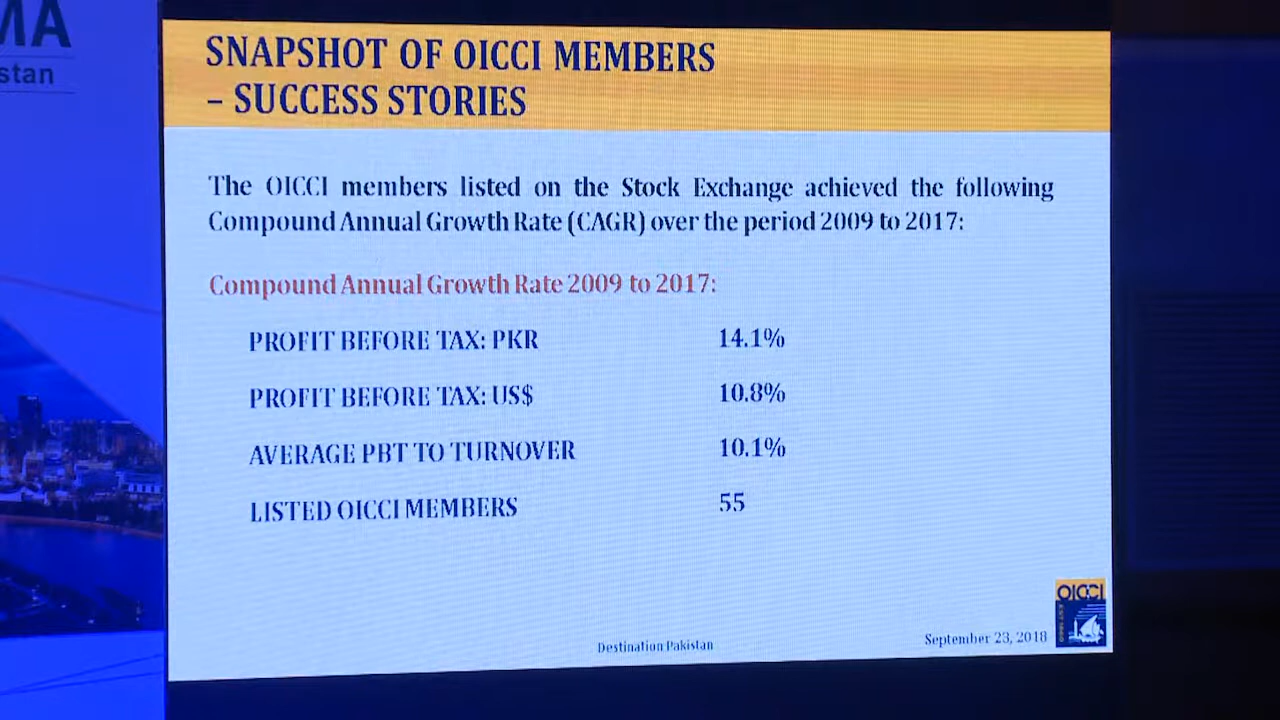 MA
stan
SNAPSHOT OF OICCI MEMBERS
– SUCCESS STORIES
The OICCI members listed on the Stock Exchange achieved the following
Compound Annual Growth Rate (CAGR) over the period 2009 to 2017:
Compound Annual Growth Rate 2009 to 2017:
PROFIT BEFORE TAX: PKR 14.1%
PROFIT BEFORE TAX: US$ 10.8%
AVERAGE PBT TO TURNOVER 10.1%
LISTED OICCI MEMBERS 55
OICCI
Destination Pakistan
September 23, 2018